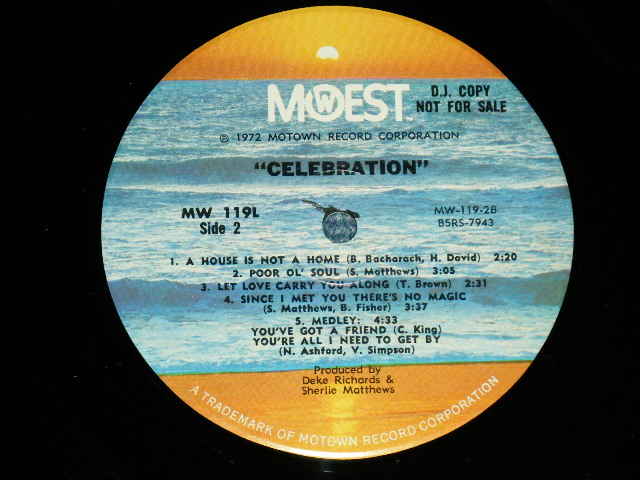 MOWEST TM
D.J. COPY
NOT FOR SALE
℗ 1972 MOTOWN RECORD CORPORATION
"CELEBRATION"
MW 119L
Side 2
MW-119-2B
B5RS-7943
1. A HOUSE IS NOT A HOME (B. Bacharach, H. David) 2:20
2. POOR OL' SOUL (S. Matthews) 3:05
3. LET LOVE CARRY YOU ALONG (T. Brown) 2:31
4. SINCE I MET YOU THERE'S NO MAGIC
(S. Matthews, B. Fisher) 3:37
5. MEDLEY: 4:33
YOU'VE GOT A FRIEND (C. King)
YOU'RE ALL I NEED TO GET BY
(N. Ashford, V. Simpson)
Produced by
Deke Richards &
Sherlie Matthews
A TRADEMARK OF MOTOWN RECORD CORPORATION